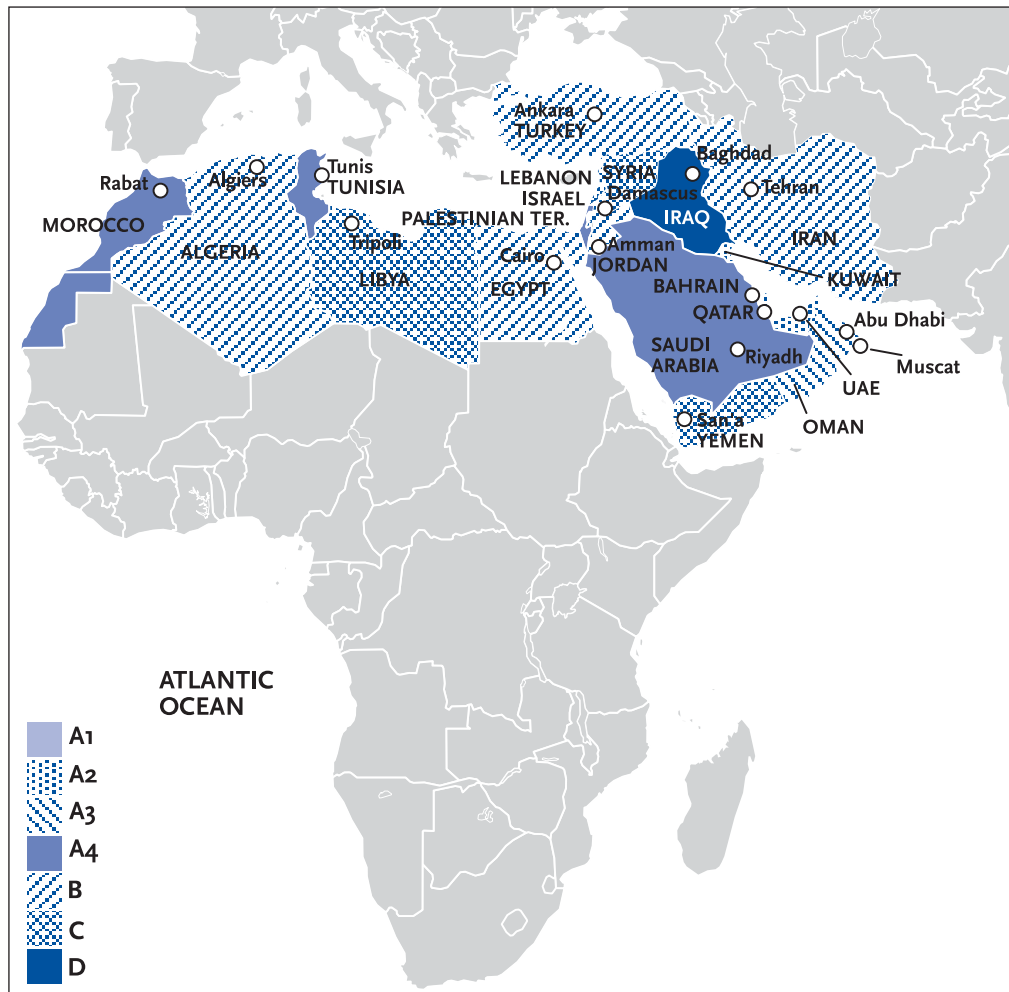 Ankara
TURKEY
Baghdad
Tunis
TUNISIA
Algiers
Rabat
LEBANON
SYRIA
ISRAEL
Damascus
Tehran
PALESTINIAN TER.
IRAQ
MOROCCO
Tripoli
IRAN
ALGERIA
Cairo
Amman
JORDAN
LIBYA
EGYPT
KUWAIT
BAHRAIN
QATAR
Abu Dhabi
SAUDI
ARABIA
Riyadh
Muscat
UAE
San'a
YEMEN
OMAN
ATLANTIC
OCEAN
A1
A2
A3
A4
B
C
D